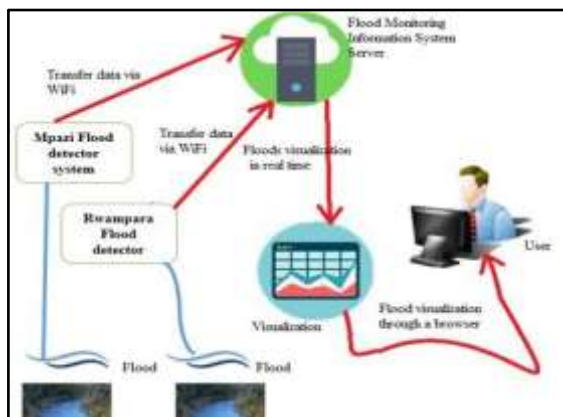 Flood Monitoring
Information System
Server
Transfer data via
WiFi
Mpazi Flood
detector
system
Transfer data
via WiFi
Floods visualization
in real time
Rwampara
Flood
detector
User
Visualization
Flood visualization
through a browser
Flood
Flood